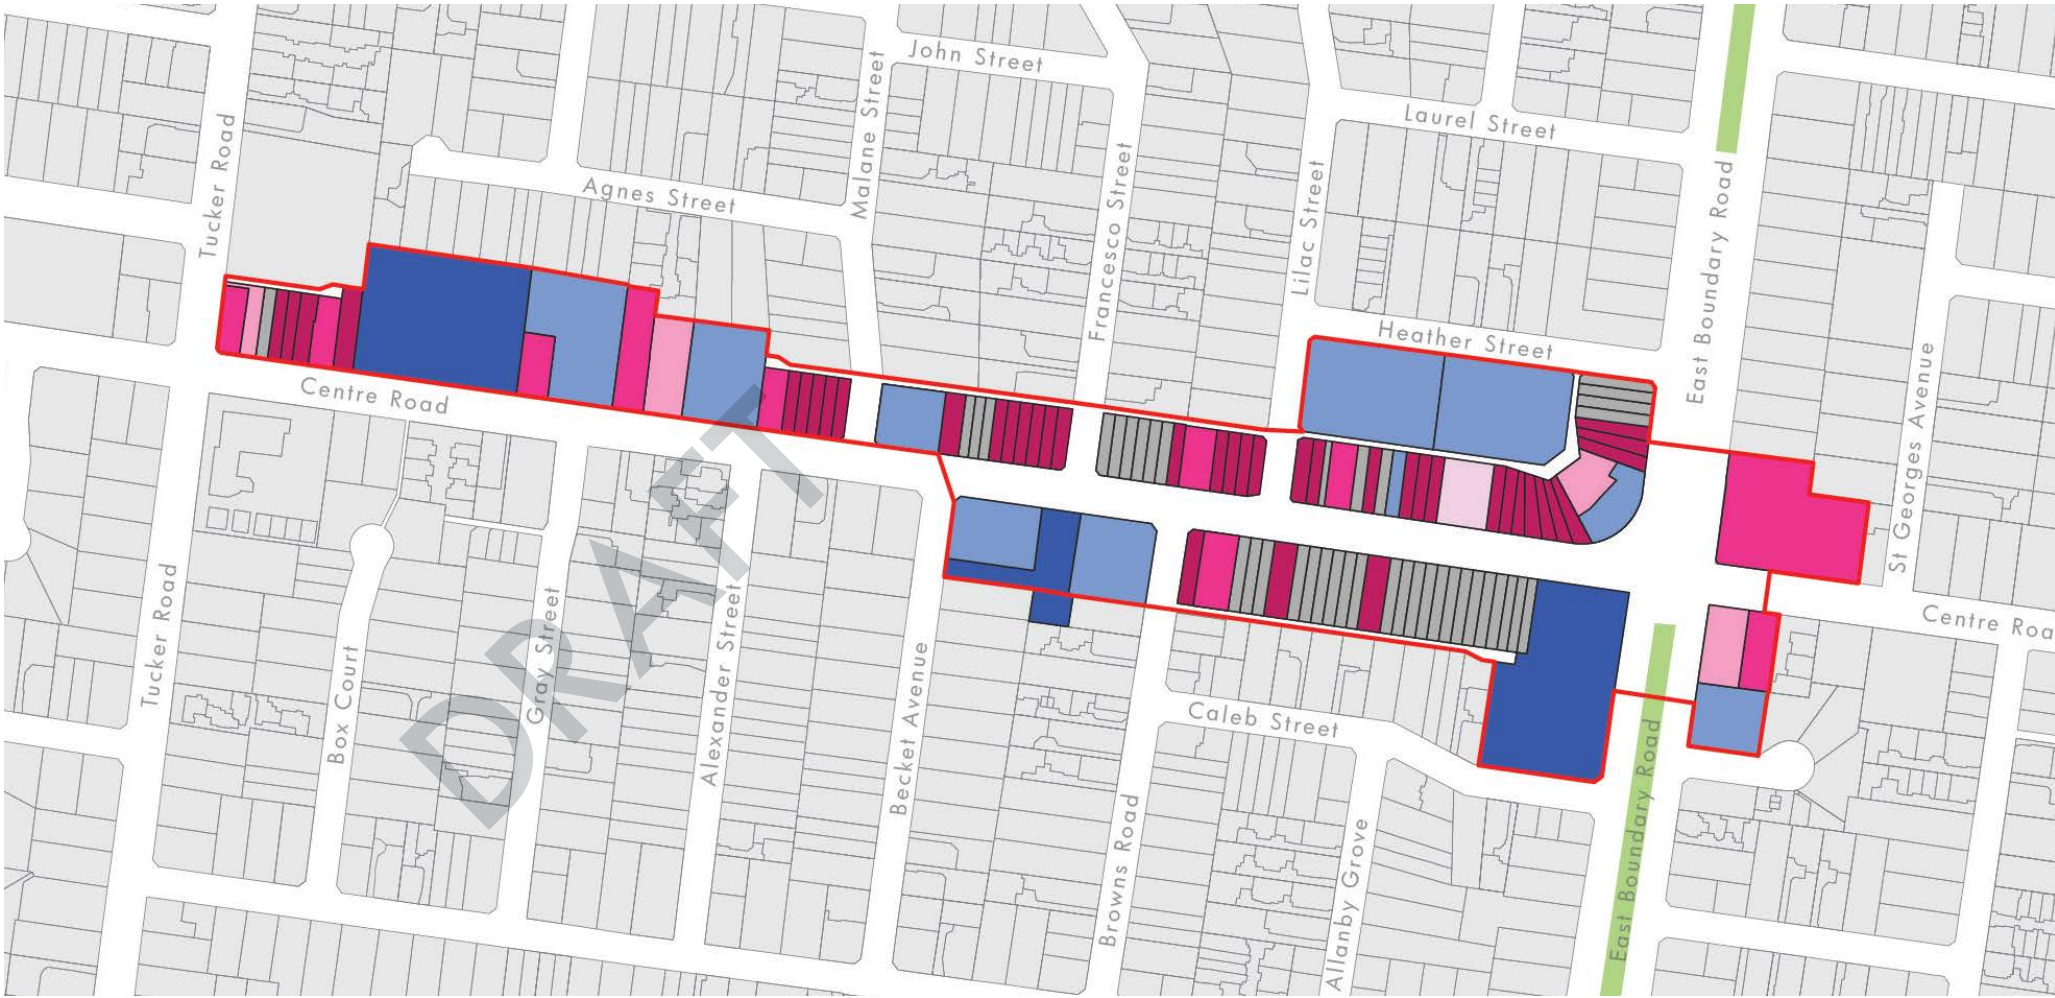 John Street
Laurel Street
Malane Street
Tucker Road
Francesco Street
East Boundary Road
Lilac Street
Agnes Street
Heather Street
Centre Road
St Georges Avenue
DRAFT
Centre Roa
Tucker Road
Gray Street
Alexander Street
Box Court
Becket Avenue
Caleb Street
Browns Road
Allanby Grove
East Boundary Road